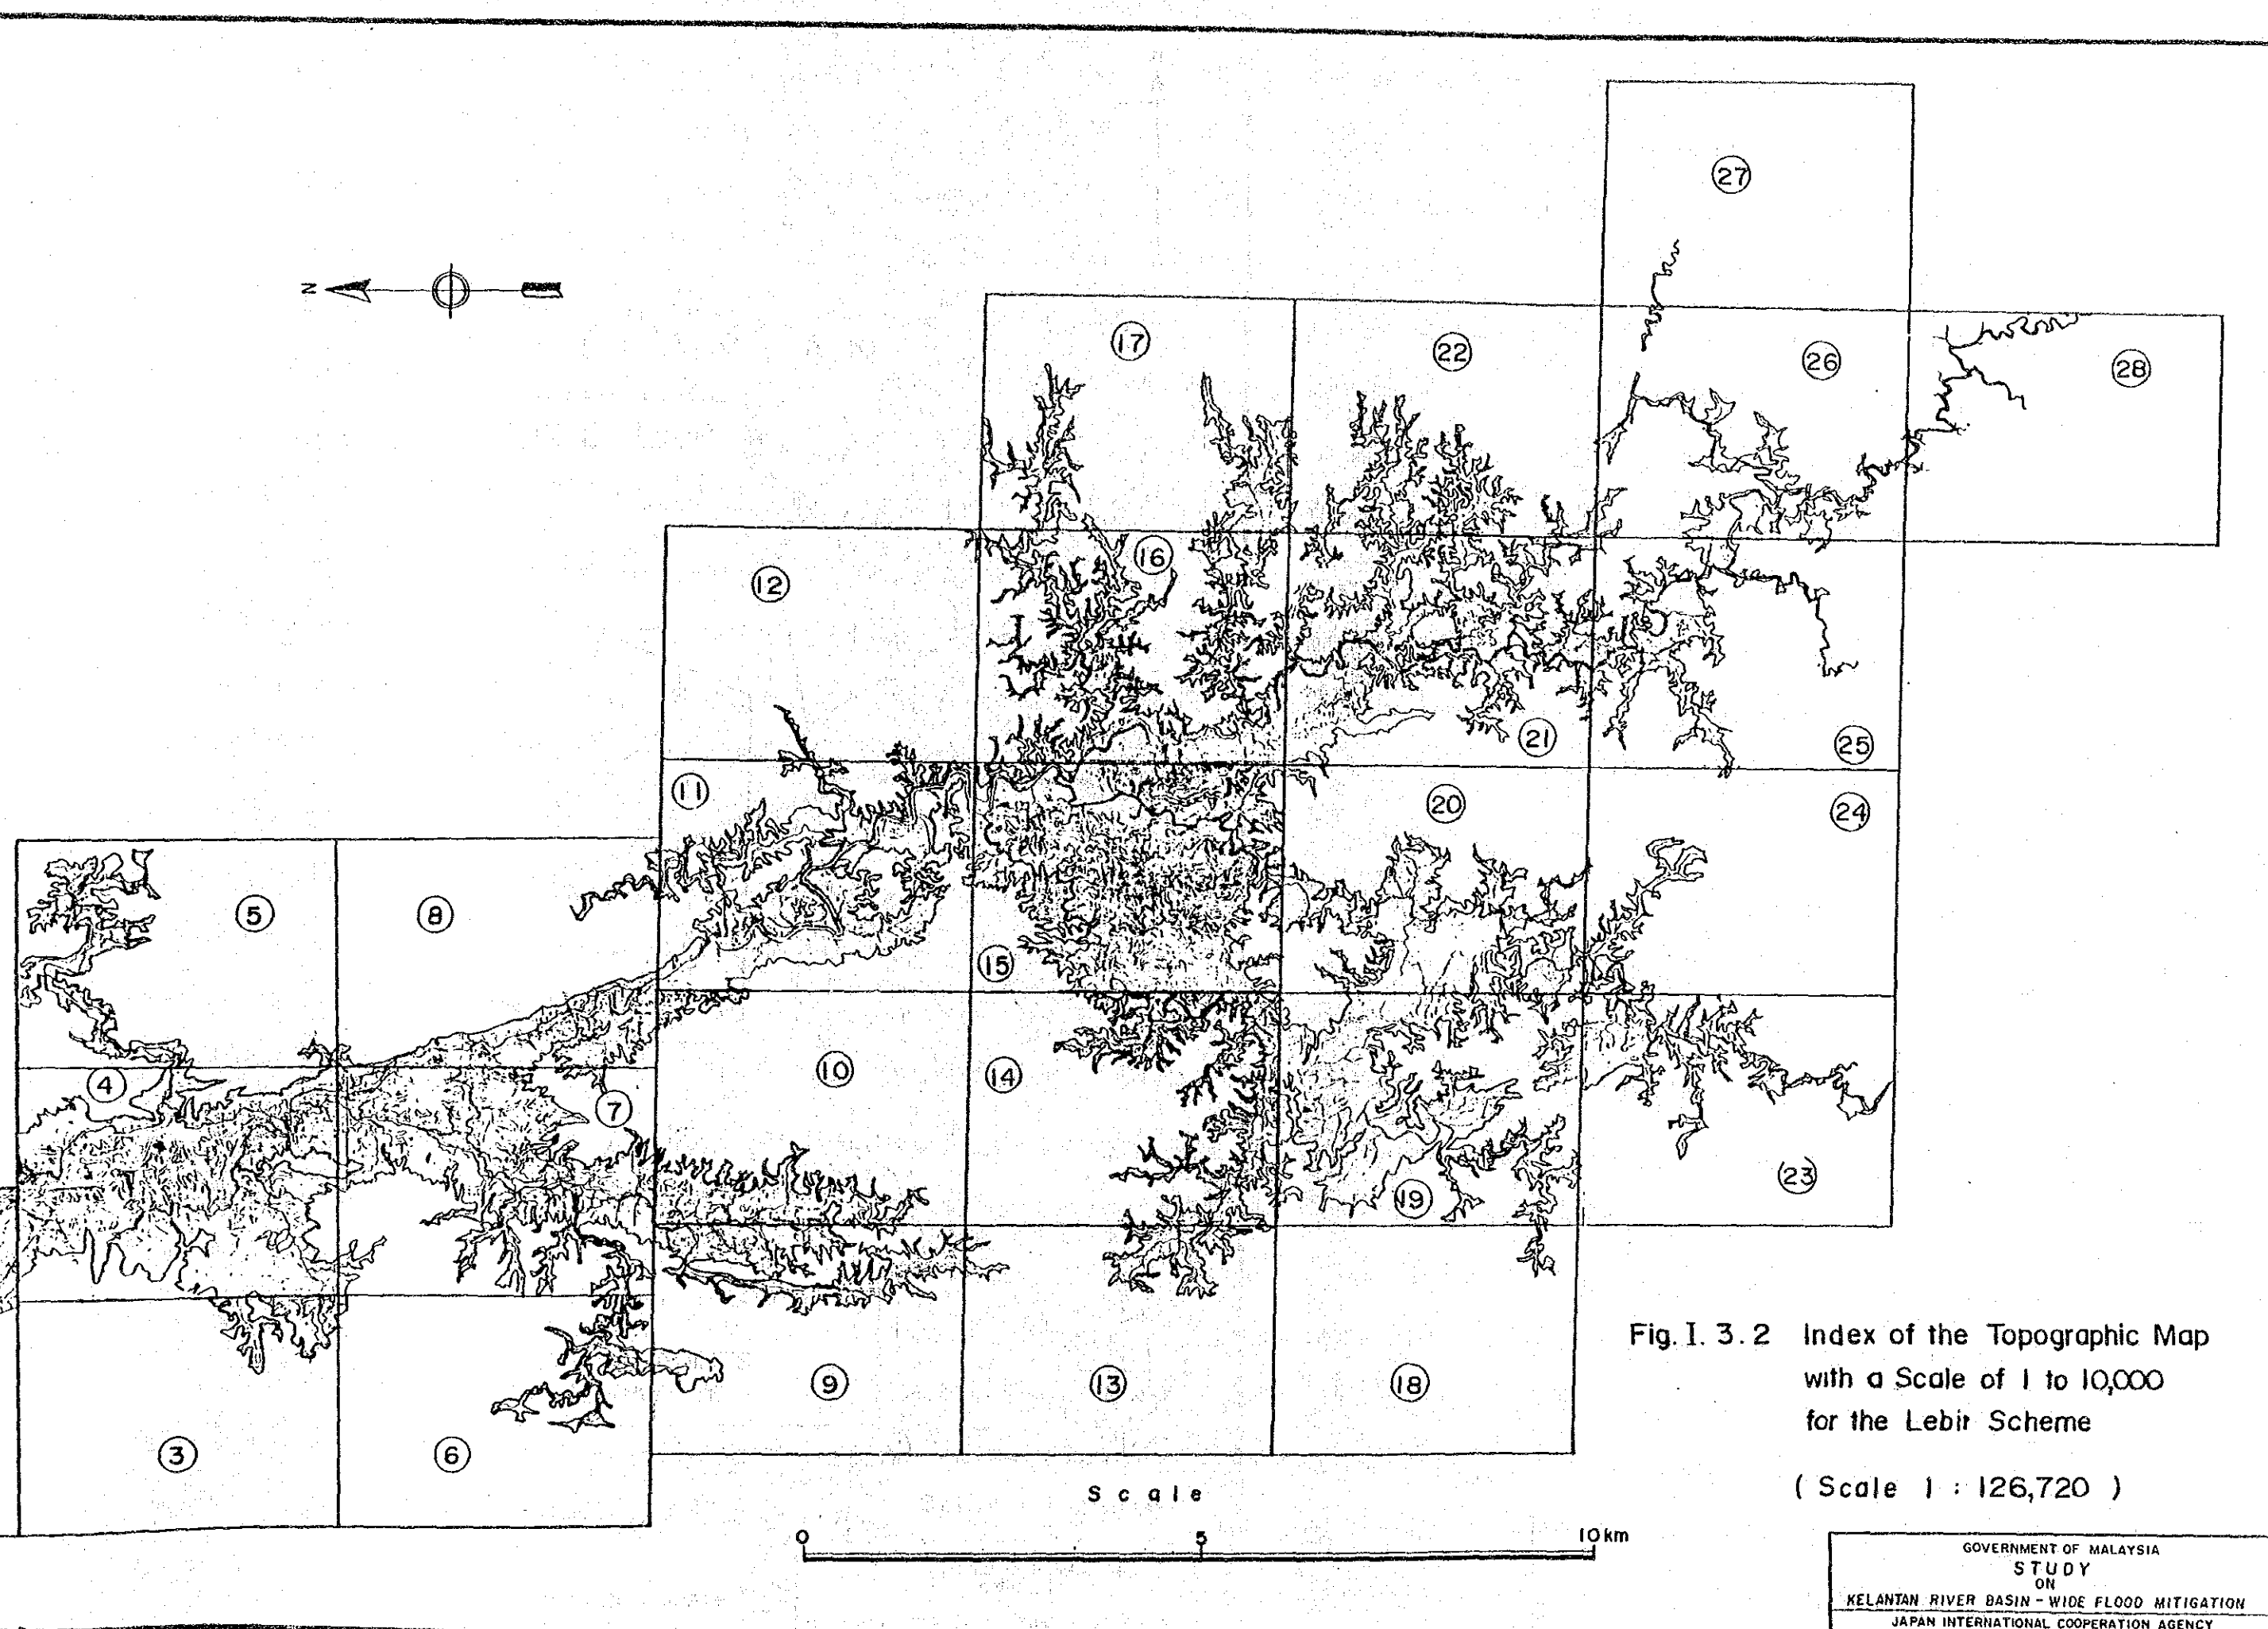 27
N
17
22
26
28
16
12
21
25
11
20
24
5
8
15
4
10
14
7
23
19
Fig. I. 3. 2 Index of the Topographic Map
with a Scale of 1 to 10,000
for the Lebir Scheme
9
13
18
3
6
( Scale 1 : 126,720 )
Scale
0 5 10 km
GOVERNMENT OF MALAYSIA
STUDY
ON
KELANTAN RIVER BASIN - WIDE FLOOD MITIGATION
JAPAN INTERNATIONAL COOPERATION AGENCY